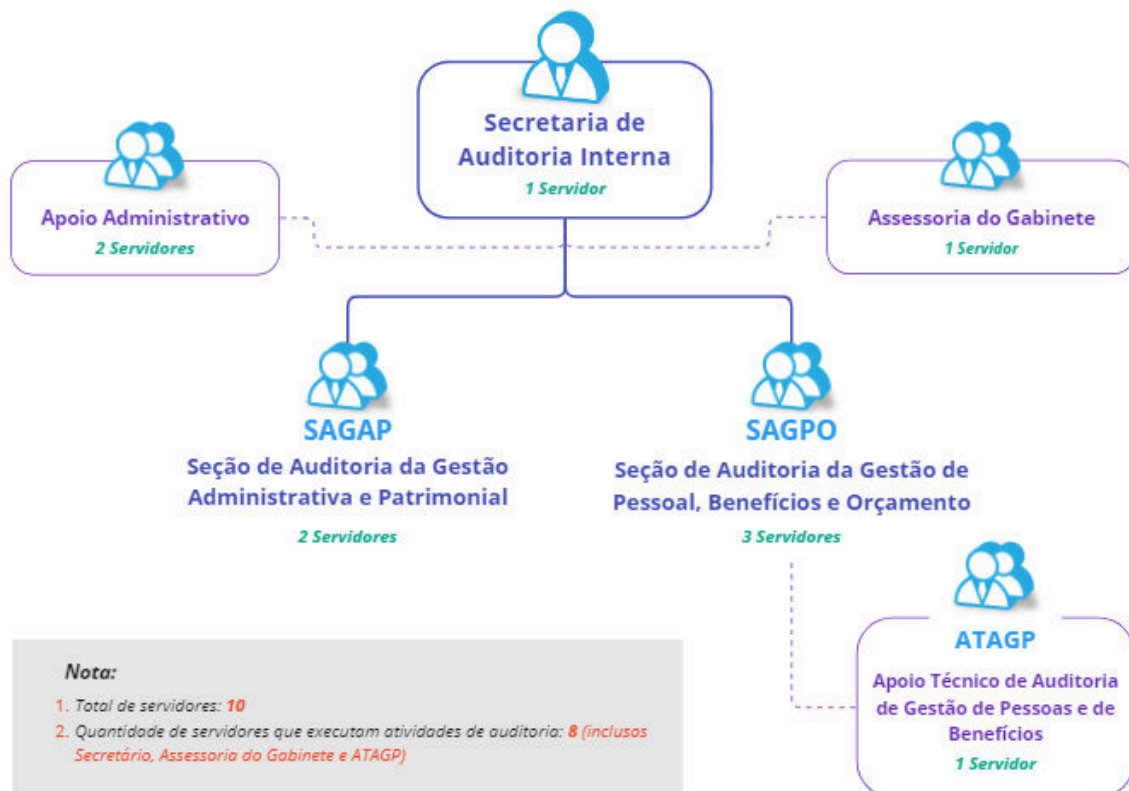 Secretaria de
Auditoria Interna
1 Servidor
Apoio Administrativo
2 Servidores
Assessoria do Gabinete
1 Servidor
SAGAP
Seção de Auditoria da Gestão
Administrativa e Patrimonial
2 Servidores
SAGPO
Seção de Auditoria da Gestão de
Pessoal, Benefícios e Orçamento
3 Servidores
ATAGP
Apoio Técnico de Auditoria
de Gestão de Pessoas e de
Benefícios
1 Servidor
Nota:
1. Total de servidores: 10
2. Quantidade de servidores que executam atividades de auditoria: 8 (inclusos
Secretário, Assessoria do Gabinete e ATAGP)